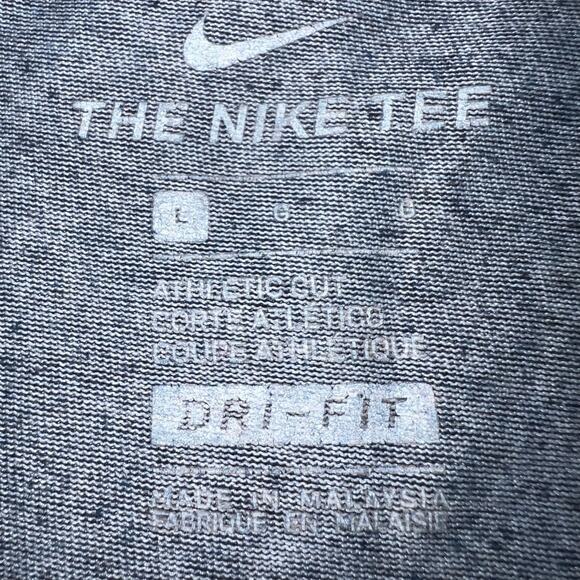 THE NIKE TEE
L G G
ATHLETIC CUT
CORTE ATLÉTICO
COUPE ATHLÉTIQUE
DRI-FIT
MADE IN MALAYSIA
FABRIQUÉ EN MALAISIE